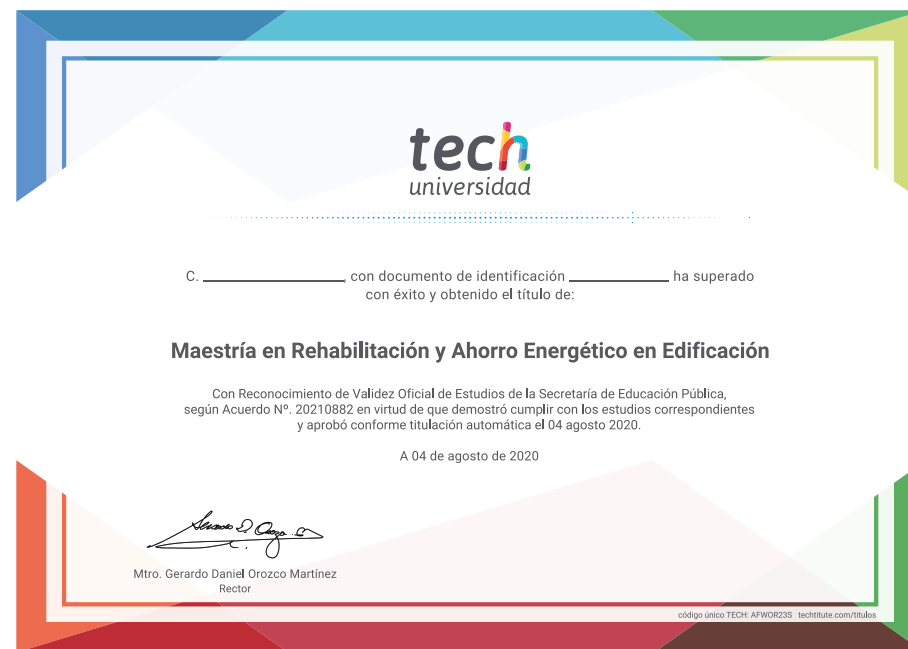 tech
universidad
C. ____________, con documento de identificación ____________ ha superado
con éxito y obtenido el título de:
Maestría en Rehabilitación y Ahorro Energético en Edificación
Con Reconocimiento de Validez Oficial de Estudios de la Secretaría de Educación Pública,
según Acuerdo Nº. 20210882 en virtud de que demostró cumplir con los estudios correspondientes
y aprobó conforme titulación automática el 04 agosto 2020.
A 04 de agosto de 2020
Mtro. Gerardo Daniel Orozco Martínez
Rector
código único TECH: AFWOR23S techtitute.com/titulos